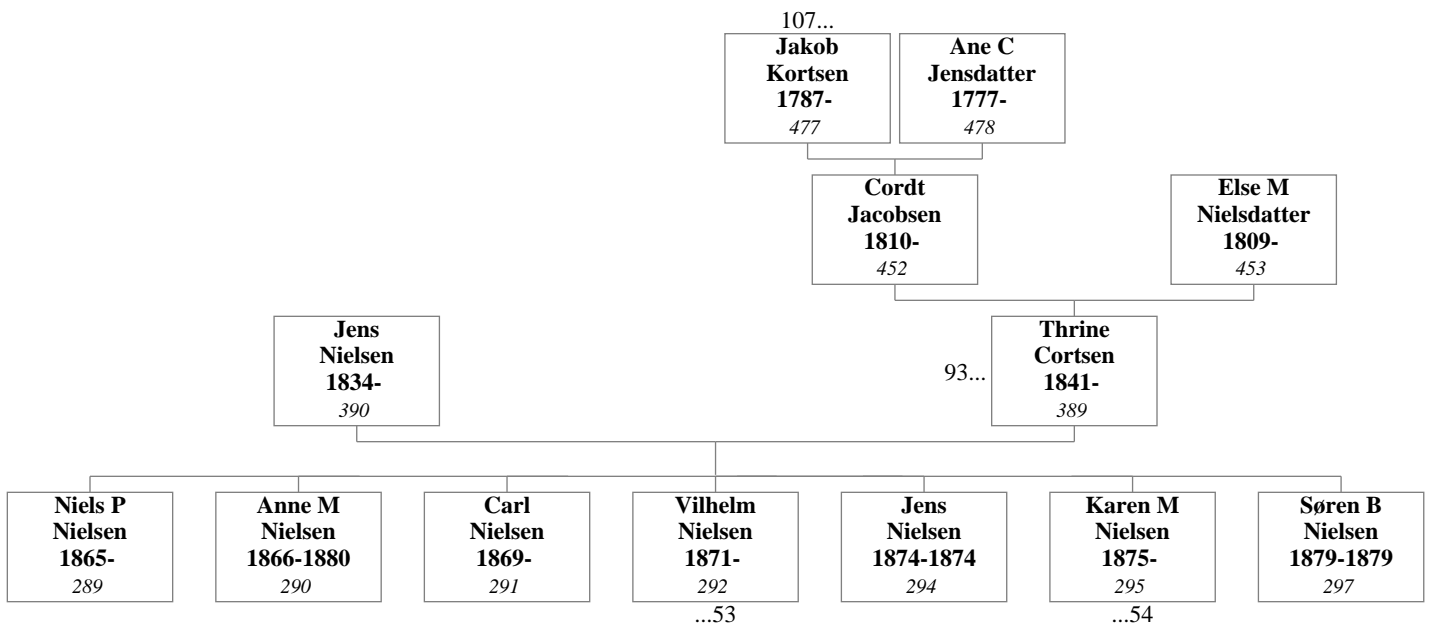 107...
Jakob
Kortsen
1787-
477
Ane C
Jensdatter
1777-
478
Cordt
Jacobsen
1810-
452
Else M
Nielsdatter
1809-
453
Jens
Nielsen
1834-
390
93...
Thrine
Cortsen
1841-
389
Niels P
Nielsen
1865-
289
Anne M
Nielsen
1866-1880
290
Carl
Nielsen
1869-
291
Vilhelm
Nielsen
1871-
292
...53
Jens
Nielsen
1874-1874
294
Karen M
Nielsen
1875-
295
...54
Søren B
Nielsen
1879-1879
297